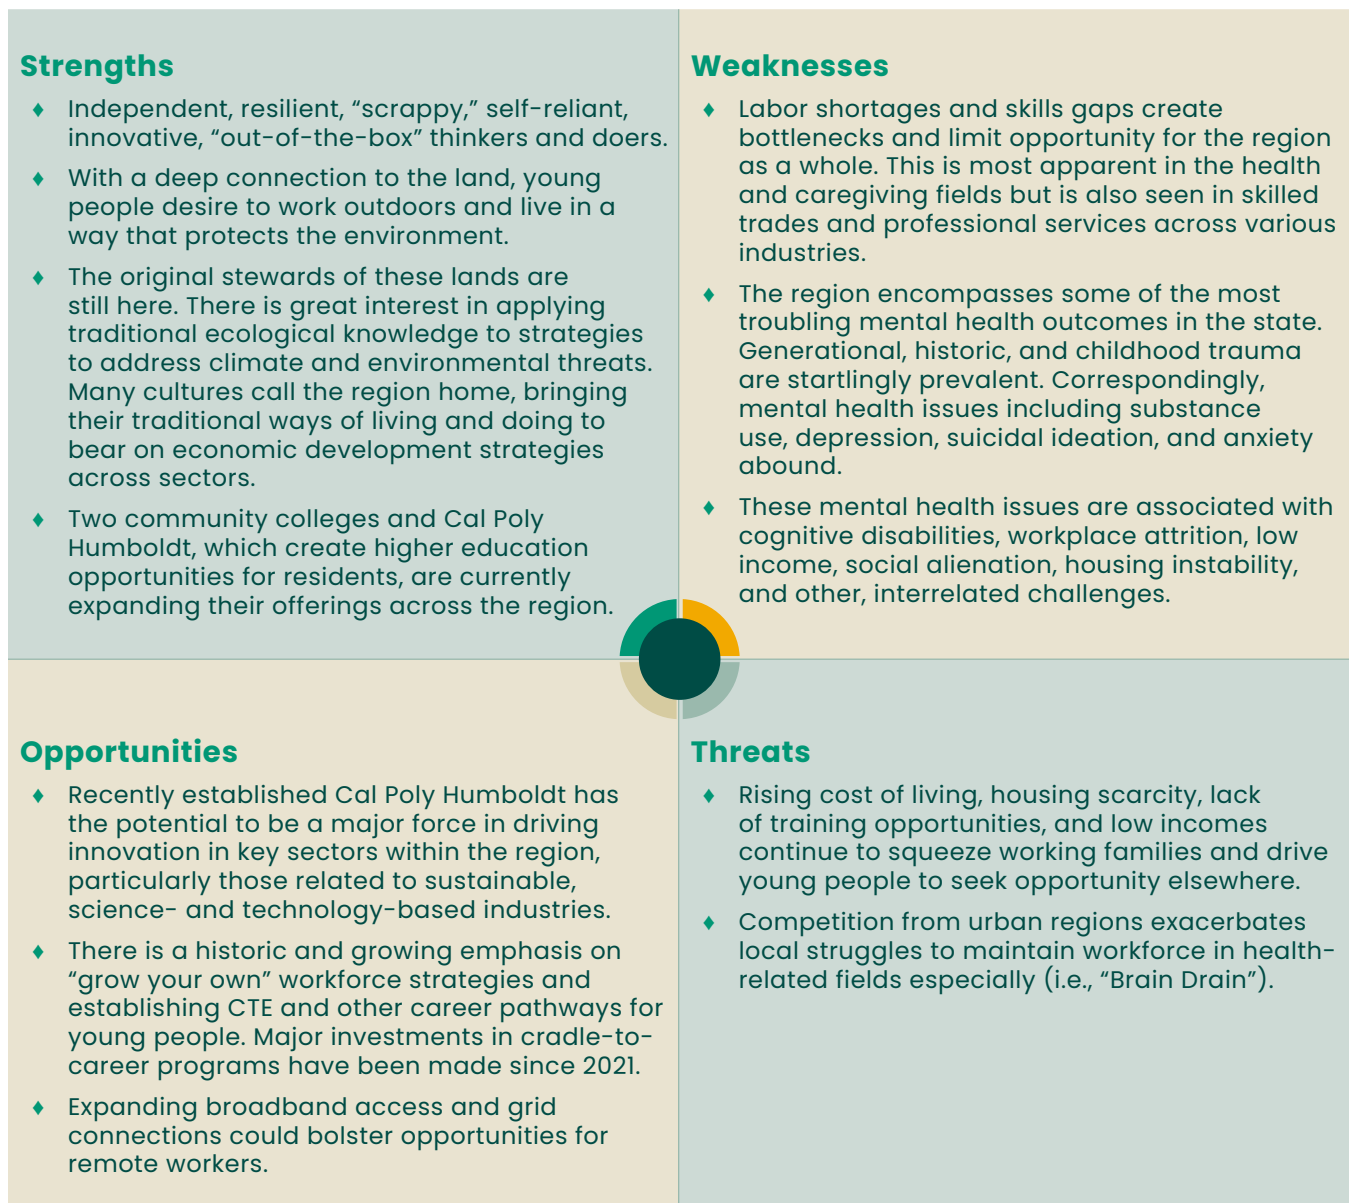 Strengths
♦ Independent, resilient, “scrappy,” self-reliant,
innovative, “out-of-the-box” thinkers and doers.
♦ With a deep connection to the land, young
people desire to work outdoors and live in a
way that protects the environment.
♦ The original stewards of these lands are
still here. There is great interest in applying
traditional ecological knowledge to strategies
to address climate and environmental threats.
Many cultures call the region home, bringing
their traditional ways of living and doing to
bear on economic development strategies
across sectors.
♦ Two community colleges and Cal Poly
Humboldt, which create higher education
opportunities for residents, are currently
expanding their offerings across the region.
Weaknesses
♦ Labor shortages and skills gaps create
bottlenecks and limit opportunity for the region
as a whole. This is most apparent in the health
and caregiving fields but is also seen in skilled
trades and professional services across various
industries.
♦ The region encompasses some of the most
troubling mental health outcomes in the state.
Generational, historic, and childhood trauma
are startlingly prevalent. Correspondingly,
mental health issues including substance
use, depression, suicidal ideation, and anxiety
abound.
♦ These mental health issues are associated with
cognitive disabilities, workplace attrition, low
income, social alienation, housing instability,
and other, interrelated challenges.
Opportunities
♦ Recently established Cal Poly Humboldt has
the potential to be a major force in driving
innovation in key sectors within the region,
particularly those related to sustainable,
science- and technology-based industries.
♦ There is a historic and growing emphasis on
“grow your own” workforce strategies and
establishing CTE and other career pathways for
young people. Major investments in cradle-to-
career programs have been made since 2021.
♦ Expanding broadband access and grid
connections could bolster opportunities for
remote workers.
Threats
♦ Rising cost of living, housing scarcity, lack
of training opportunities, and low incomes
continue to squeeze working families and drive
young people to seek opportunity elsewhere.
♦ Competition from urban regions exacerbates
local struggles to maintain workforce in health-
related fields especially (i.e., “Brain Drain”).